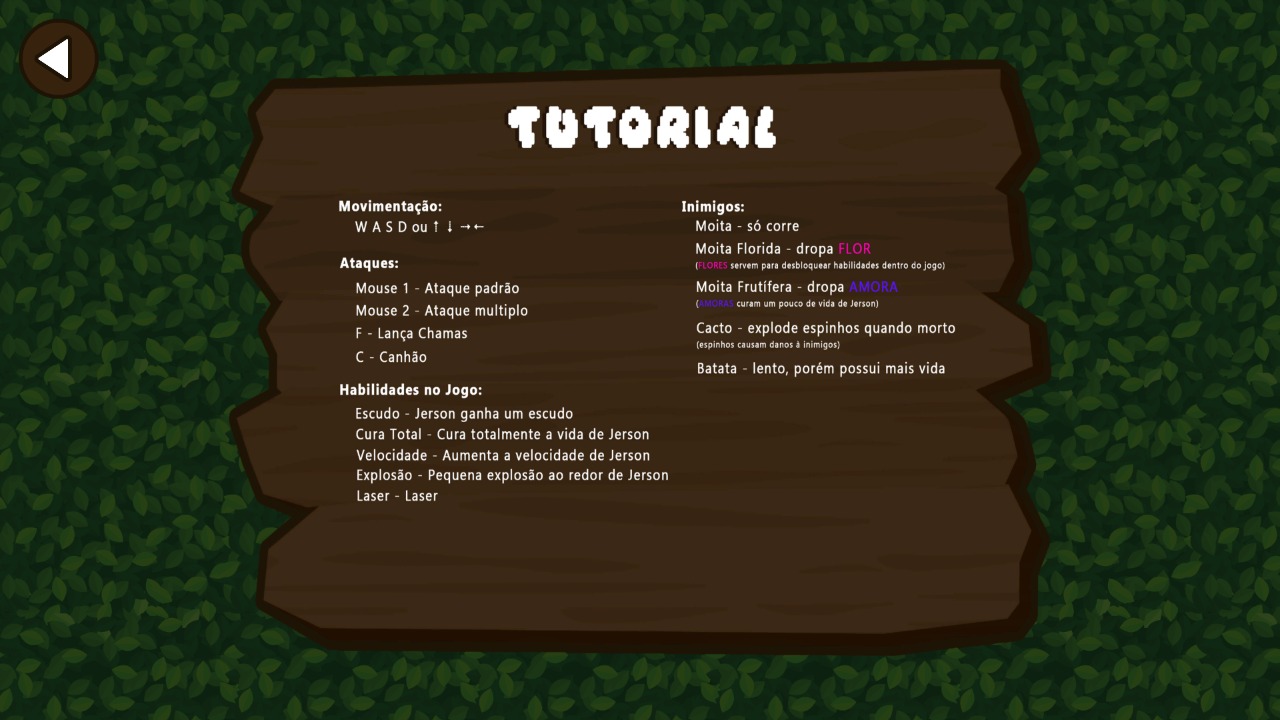 TUTORIAL
Movimentação:
W A S D ou ↑ ↓ →←
Ataques:
Mouse 1 - Ataque padrão
Mouse 2 - Ataque multiplo
F - Lança Chamas
C - Canhão
Habilidades no Jogo:
Escudo - Jerson ganha um escudo
Cura Total - Cura totalmente a vida de Jerson
Velocidade - Aumenta a velocidade de Jerson
Explosão - Pequena explosão ao redor de Jerson
Laser - Laser
Inimigos:
Moita - só corre
Moita Florida - dropa FLOR
(FLORES servem para desbloquear habilidades dentro do jogo)
Moita Frutífera - dropa AMORA
(AMORAS curam um pouco de vida de Jerson)
Cacto - explode espinhos quando morto
(espinhos causam danos à inimigos)
Batata - lento, porém possui mais vida